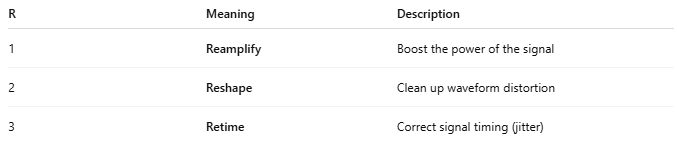 R Meaning Description
1 Reamplify Boost the power of the signal
2 Reshape Clean up waveform distortion
3 Retime Correct signal timing (jitter)